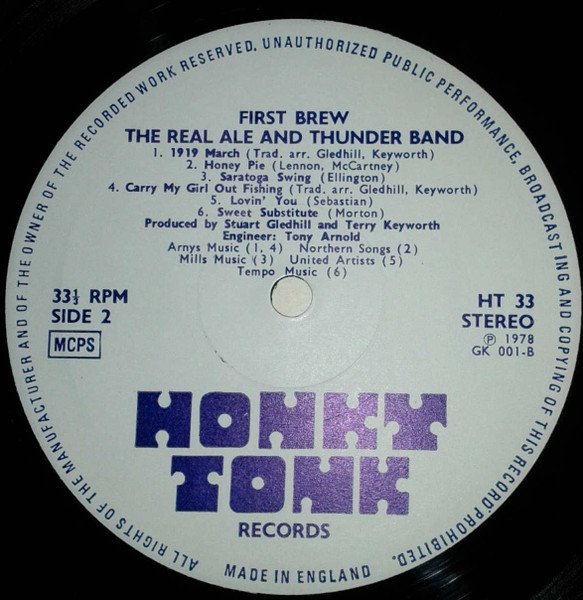 ALL RIGHTS OF THE MANUFACTURER AND OF THE OWNER OF THE RECORDED WORK RESERVED. UNAUTHORIZED PUBLIC PERFORMANCE, BROADCASTING AND COPYING OF THIS RECORD PROHIBITED.
FIRST BREW
THE REAL ALE AND THUNDER BAND
1. 1919 March (Trad. arr. Gledhill, Keyworth)
2. Honey Pie (Lennon, McCartney)
3. Saratoga Swing (Ellington)
4. Carry My Girl Out Fishing (Trad. arr. Gledhill, Keyworth)
5. Lovin' You (Sebastian)
6. Sweet Substitute (Morton)
Produced by Stuart Gledhill and Terry Keyworth
Engineer: Tony Arnold
Arnys Music (1, 4) Northern Songs (2)
Mills Music (3) United Artists (5)
Tempo Music (6)
33⅓ RPM
SIDE 2
MCPS
HT 33
STEREO
℗ 1978
GK 001-B
HONKY
TONK
RECORDS
MADE IN ENGLAND